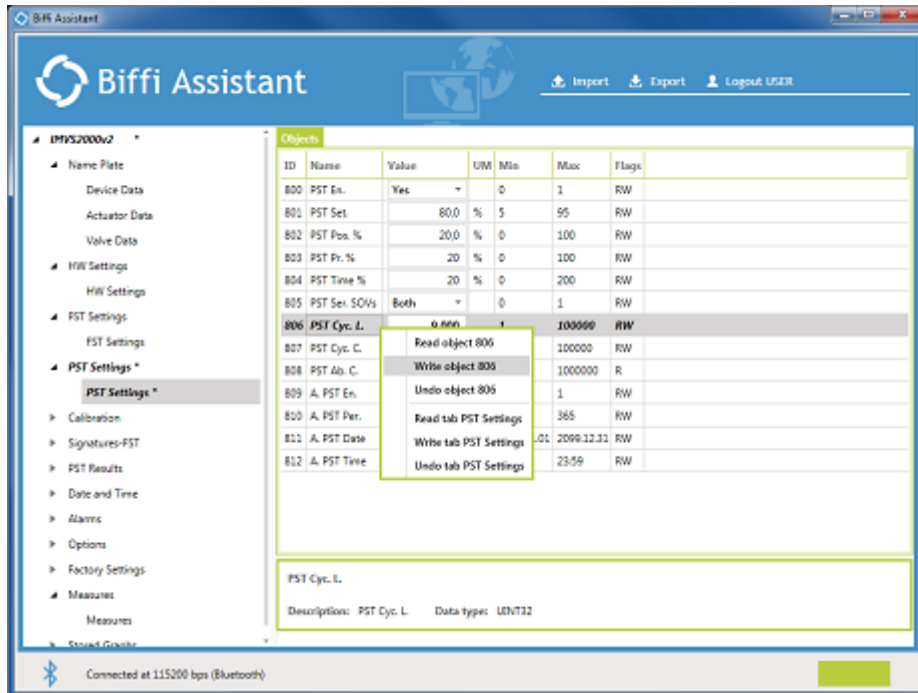 Biffi Assistant
Biffi Assistant
Import Export Logout USER
IMVS2000v2 *
Name Plate
Device Data
Actuator Data
Valve Data
HW Settings
HW Settings
FST Settings
FST Settings
PST Settings *
PST Settings *
Calibration
Signatures-FST
PST Results
Date and Time
Alarms
Options
Factory Settings
Measures
Measures
Stored Graphs
Objects
ID Name Value UM Min Max Flags
800 PST En. Yes 0 1 RW
801 PST Set. 80,0 % 5 95 RW
802 PST Pos. % 20,0 % 0 100 RW
803 PST Pr. % 20 % 0 100 RW
804 PST Time % 20 % 0 200 RW
805 PST Ser. SOVs Both 0 1 RW
806 PST Cyc. L. 9.000 1 100000 RW
807 PST Cyc. C. 100000 RW
808 PST Ab. C. 1000000 R
809 A. PST En. 1 RW
810 A. PST Per. 365 RW
811 A. PST Date .01 2099.12.31 RW
812 A. PST Time 23:59 RW
Read object 806
Write object 806
Undo object 806
Read tab PST Settings
Write tab PST Settings
Undo tab PST Settings
PST Cyc. L.
Description: PST Cyc. L. Data type: UINT32
Connected at 115200 bps (Bluetooth)